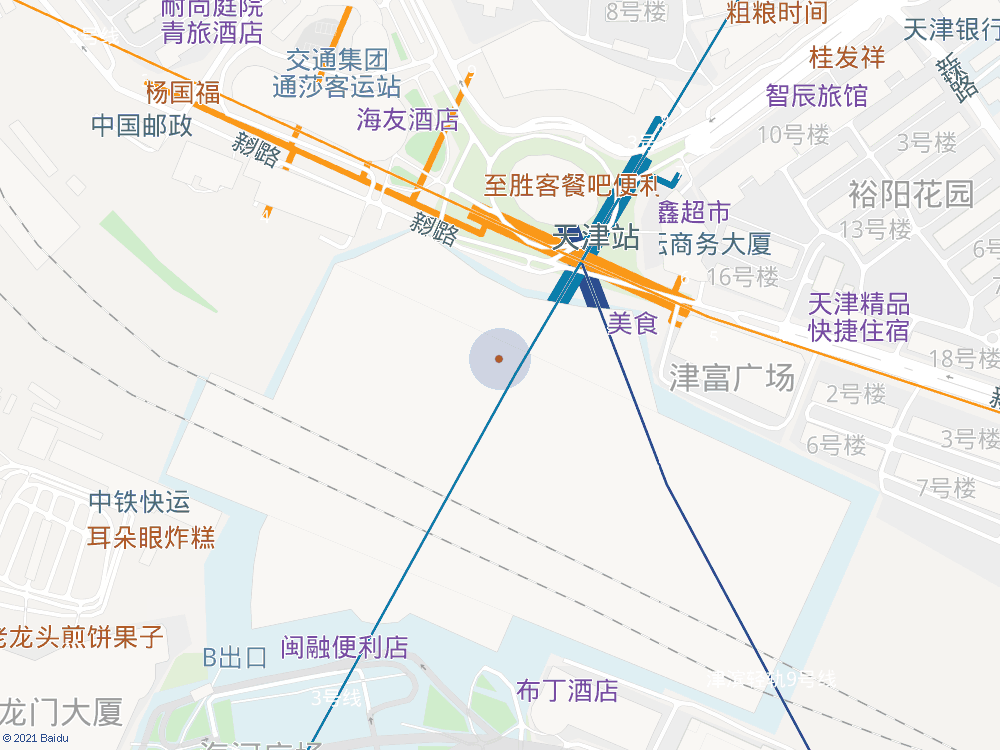 耐尚庭院
青旅酒店
8号楼
粗粮时间
天津银行
交通集团
通莎客运站
桂发祥
杨国福
智辰旅馆
海友酒店
中国邮政
10号楼
3号楼
至胜客餐吧便利
裕阳花园
鑫超市
13号楼
天津站
云商务大厦
16号楼
天津精品
快捷住宿
美食
18号楼
津富广场
2号楼
3号楼
6号楼
7号楼
中铁快运
耳朵眼炸糕
老龙头煎饼果子
B出口
闽融便利店
布丁酒店
3号线
龙门大厦
海河广场
© 2021 Baidu